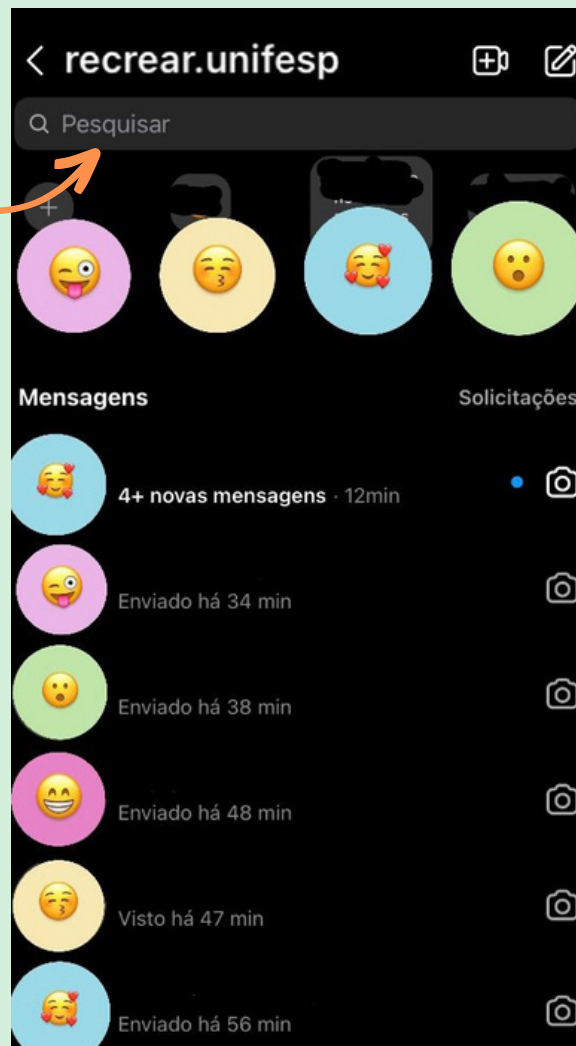 recrear.unifesp
Pesquisar
Mensagens
Solicitações
4+ novas mensagens · 12min
Enviado há 34 min
Enviado há 38 min
Enviado há 48 min
Visto há 47 min
Enviado há 56 min